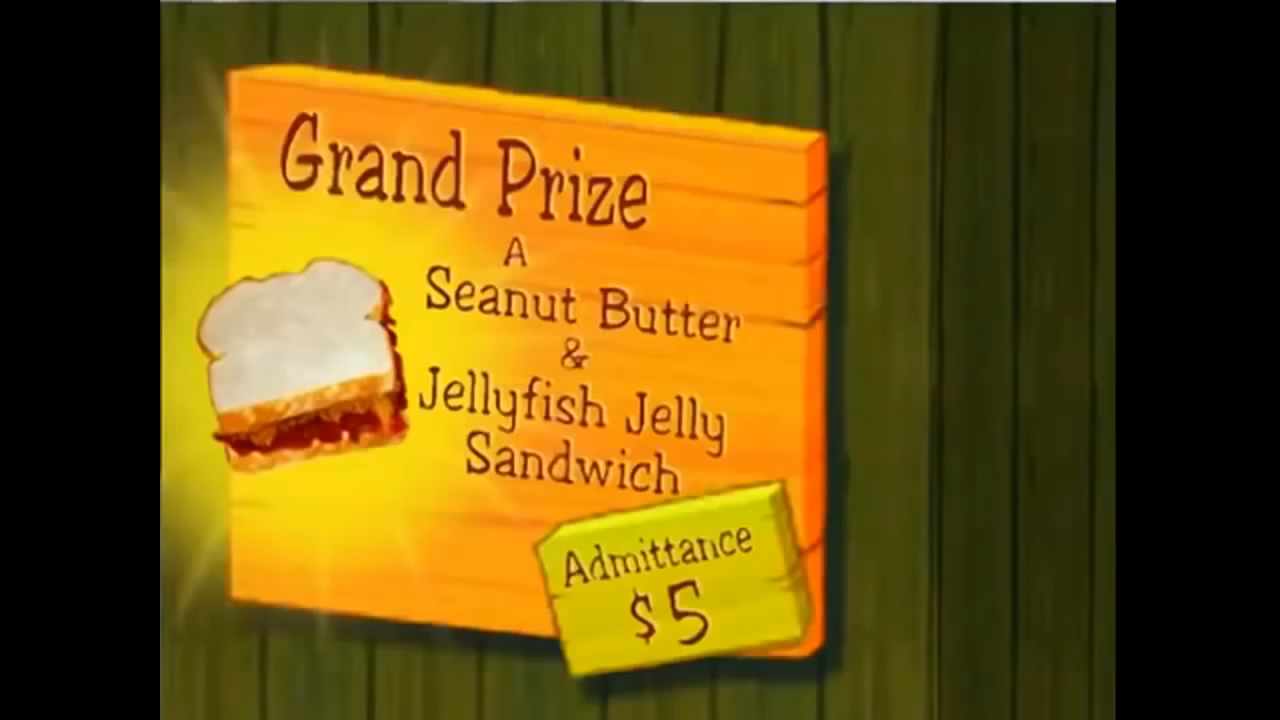 Grand Prize
A
Seanut Butter
&
Jellyfish Jelly
Sandwich
Admittance
$5